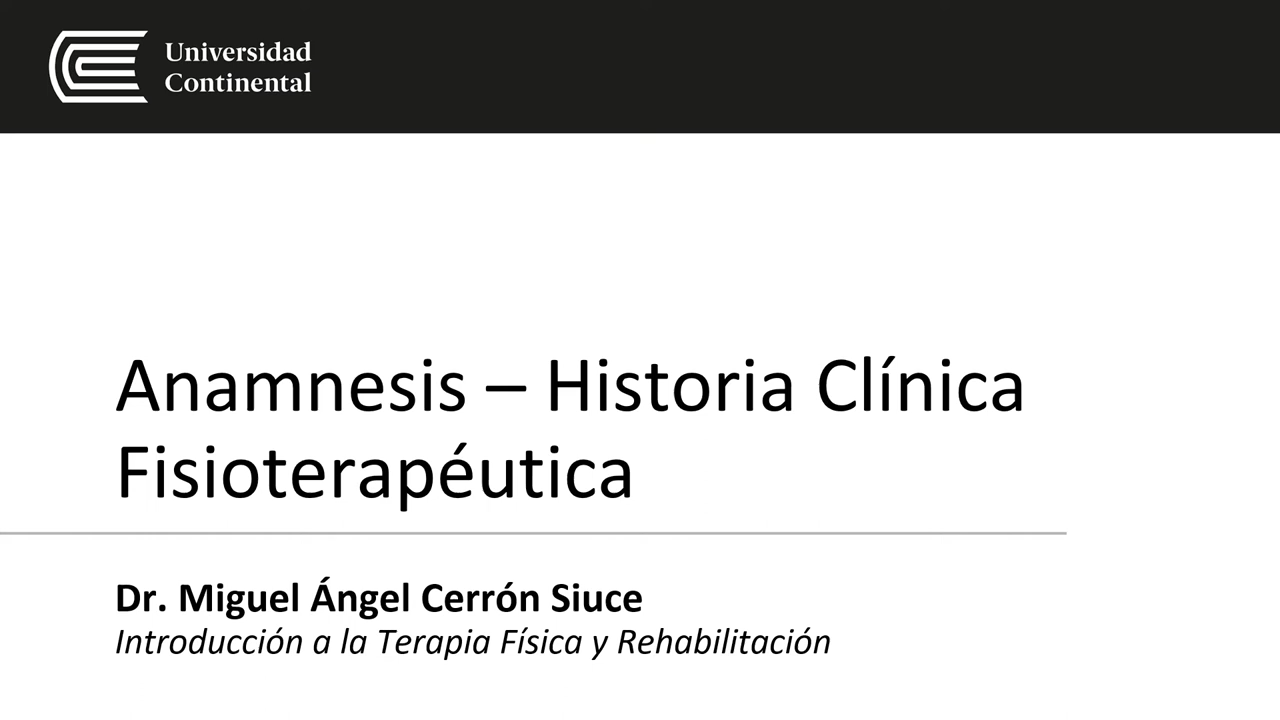 Universidad
Continental
Anamnesis – Historia Clínica
Fisioterapéutica
Dr. Miguel Ángel Cerrón Siuce
Introducción a la Terapia Física y Rehabilitación